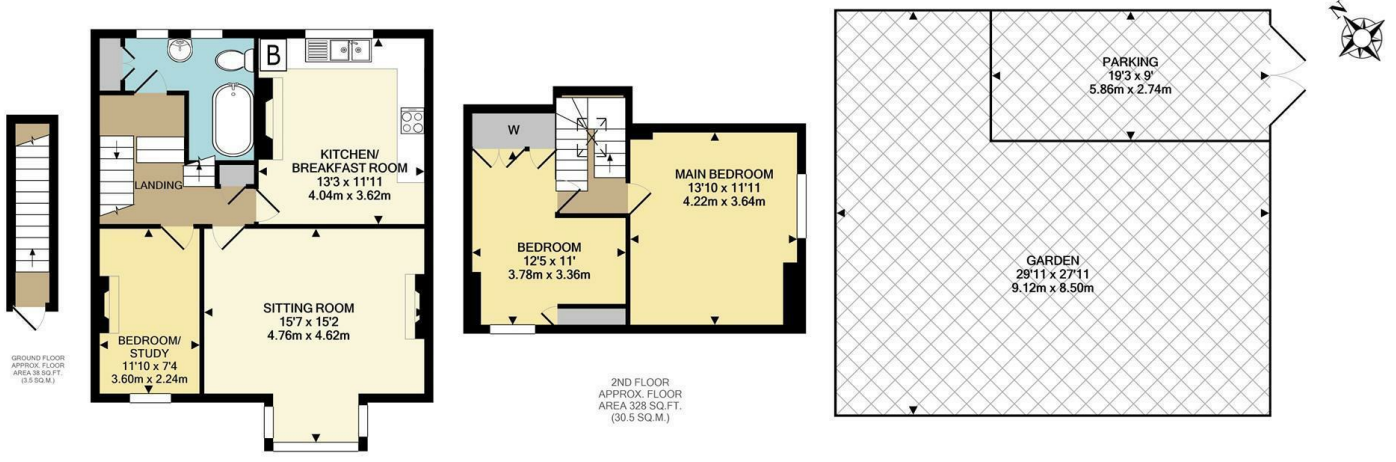 B
KITCHEN/
BREAKFAST ROOM
13'3 x 11'11
4.04m x 3.62m
LANDING
SITTING ROOM
15'7 x 15'2
4.76m x 4.62m
BEDROOM/
STUDY
11'10 x 7'4
3.60m x 2.24m
GROUND FLOOR
APPROX. FLOOR
AREA 38 SQ.FT.
(3.5 SQ.M.)
W
MAIN BEDROOM
13'10 x 11'11
4.22m x 3.64m
BEDROOM
12'5 x 11'
3.78m x 3.36m
2ND FLOOR
APPROX. FLOOR
AREA 328 SQ.FT.
(30.5 SQ.M.)
PARKING
19'3 x 9'
5.86m x 2.74m
GARDEN
29'11 x 27'11
9.12m x 8.50m
N